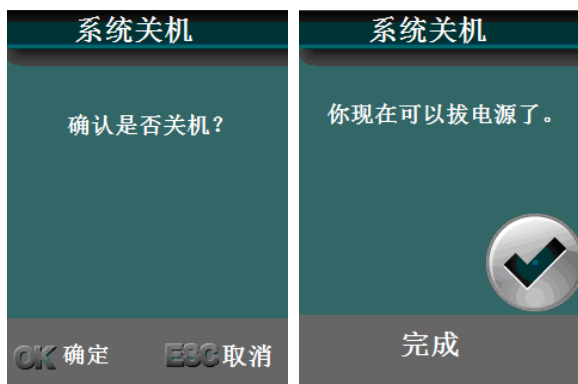 系统关机
确认是否关机？
OK 确定 ESC 取消
系统关机
你现在可以拔电源了。
完成